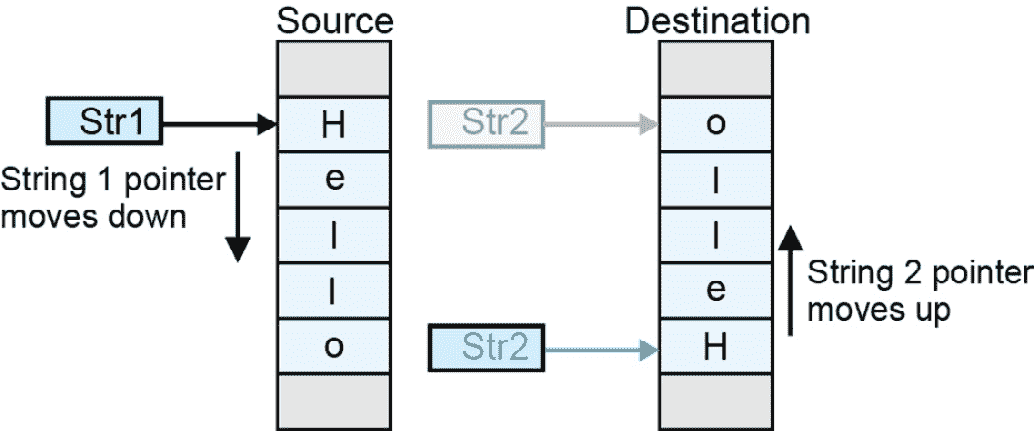 Source
Destination
Str1
H
Str2
o
String 1 pointer
moves down
e
l
l
l
l
e
String 2 pointer
moves up
o
Str2
H